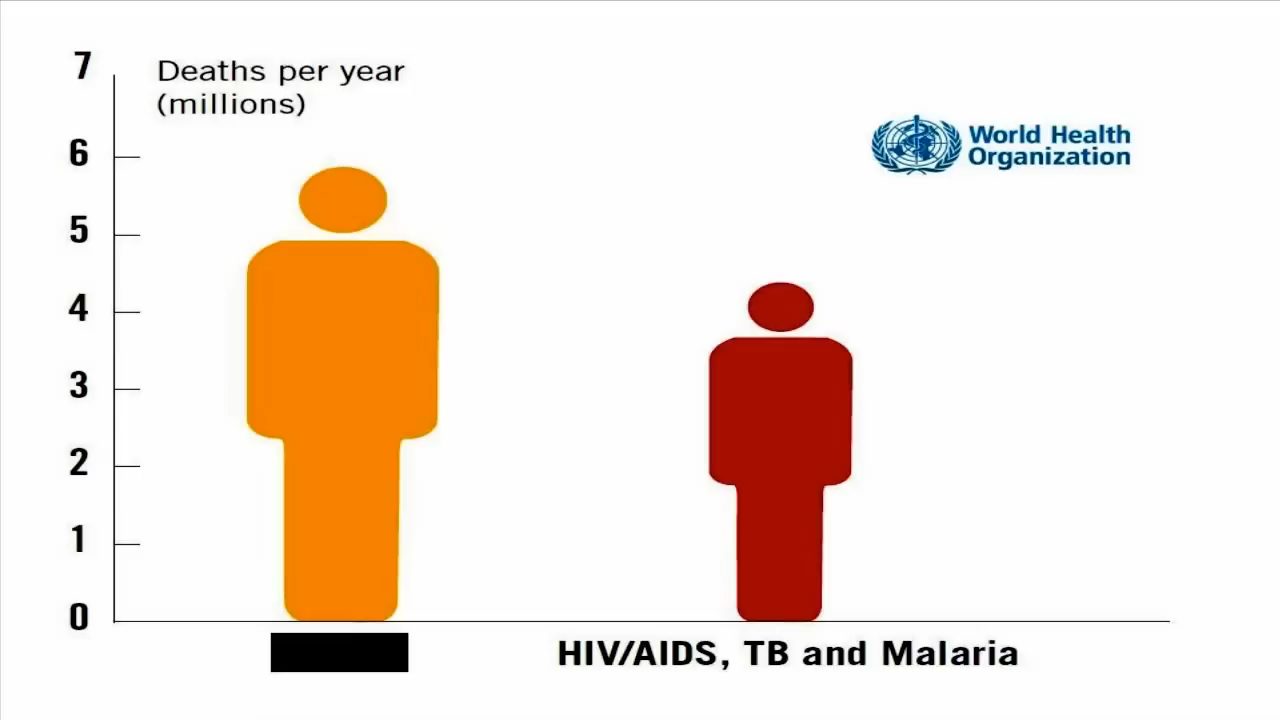 7
Deaths per year
(millions)
6
World Health
Organization
5
4
3
2
1
0
HIV/AIDS, TB and Malaria